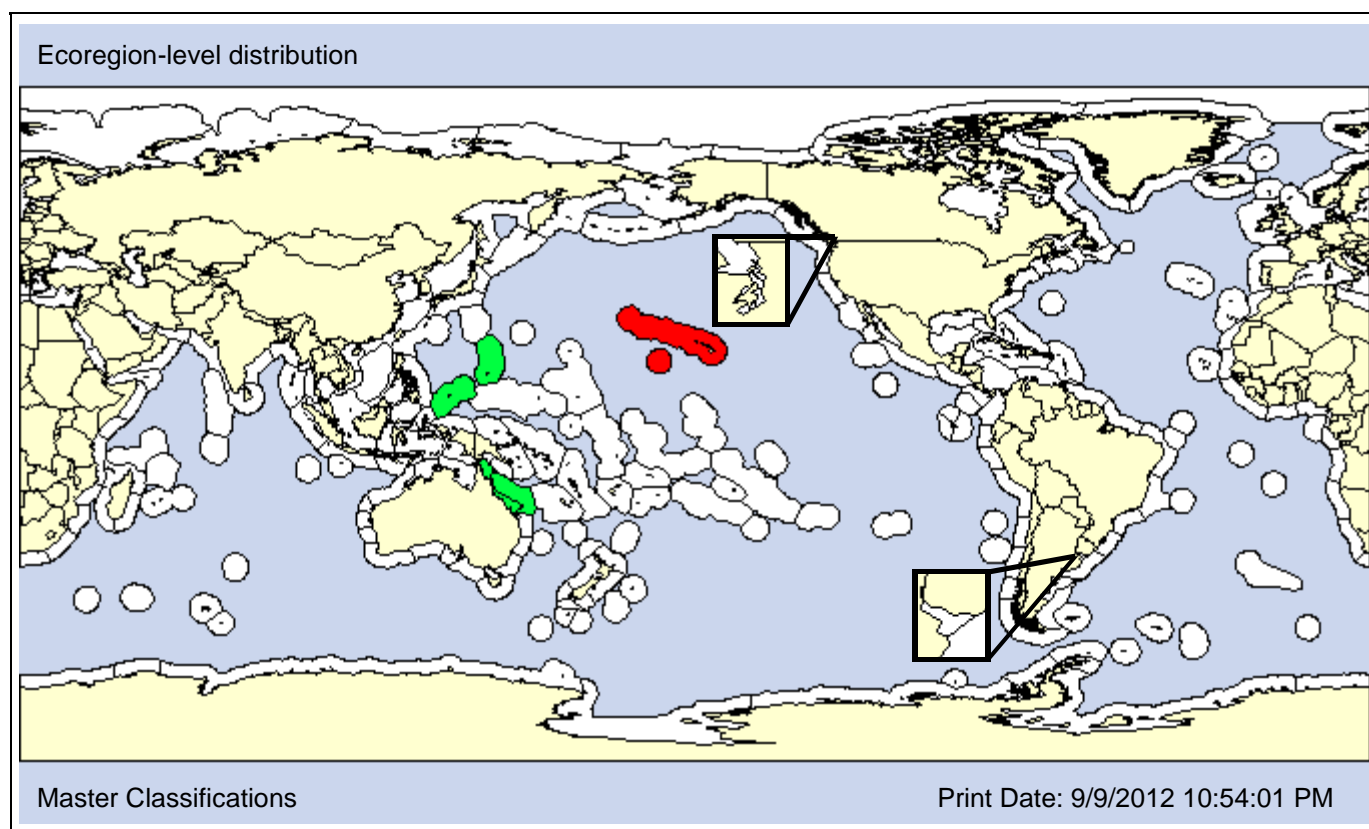 Ecoregion-level distribution
Master Classifications
Print Date: 9/9/2012 10:54:01 PM